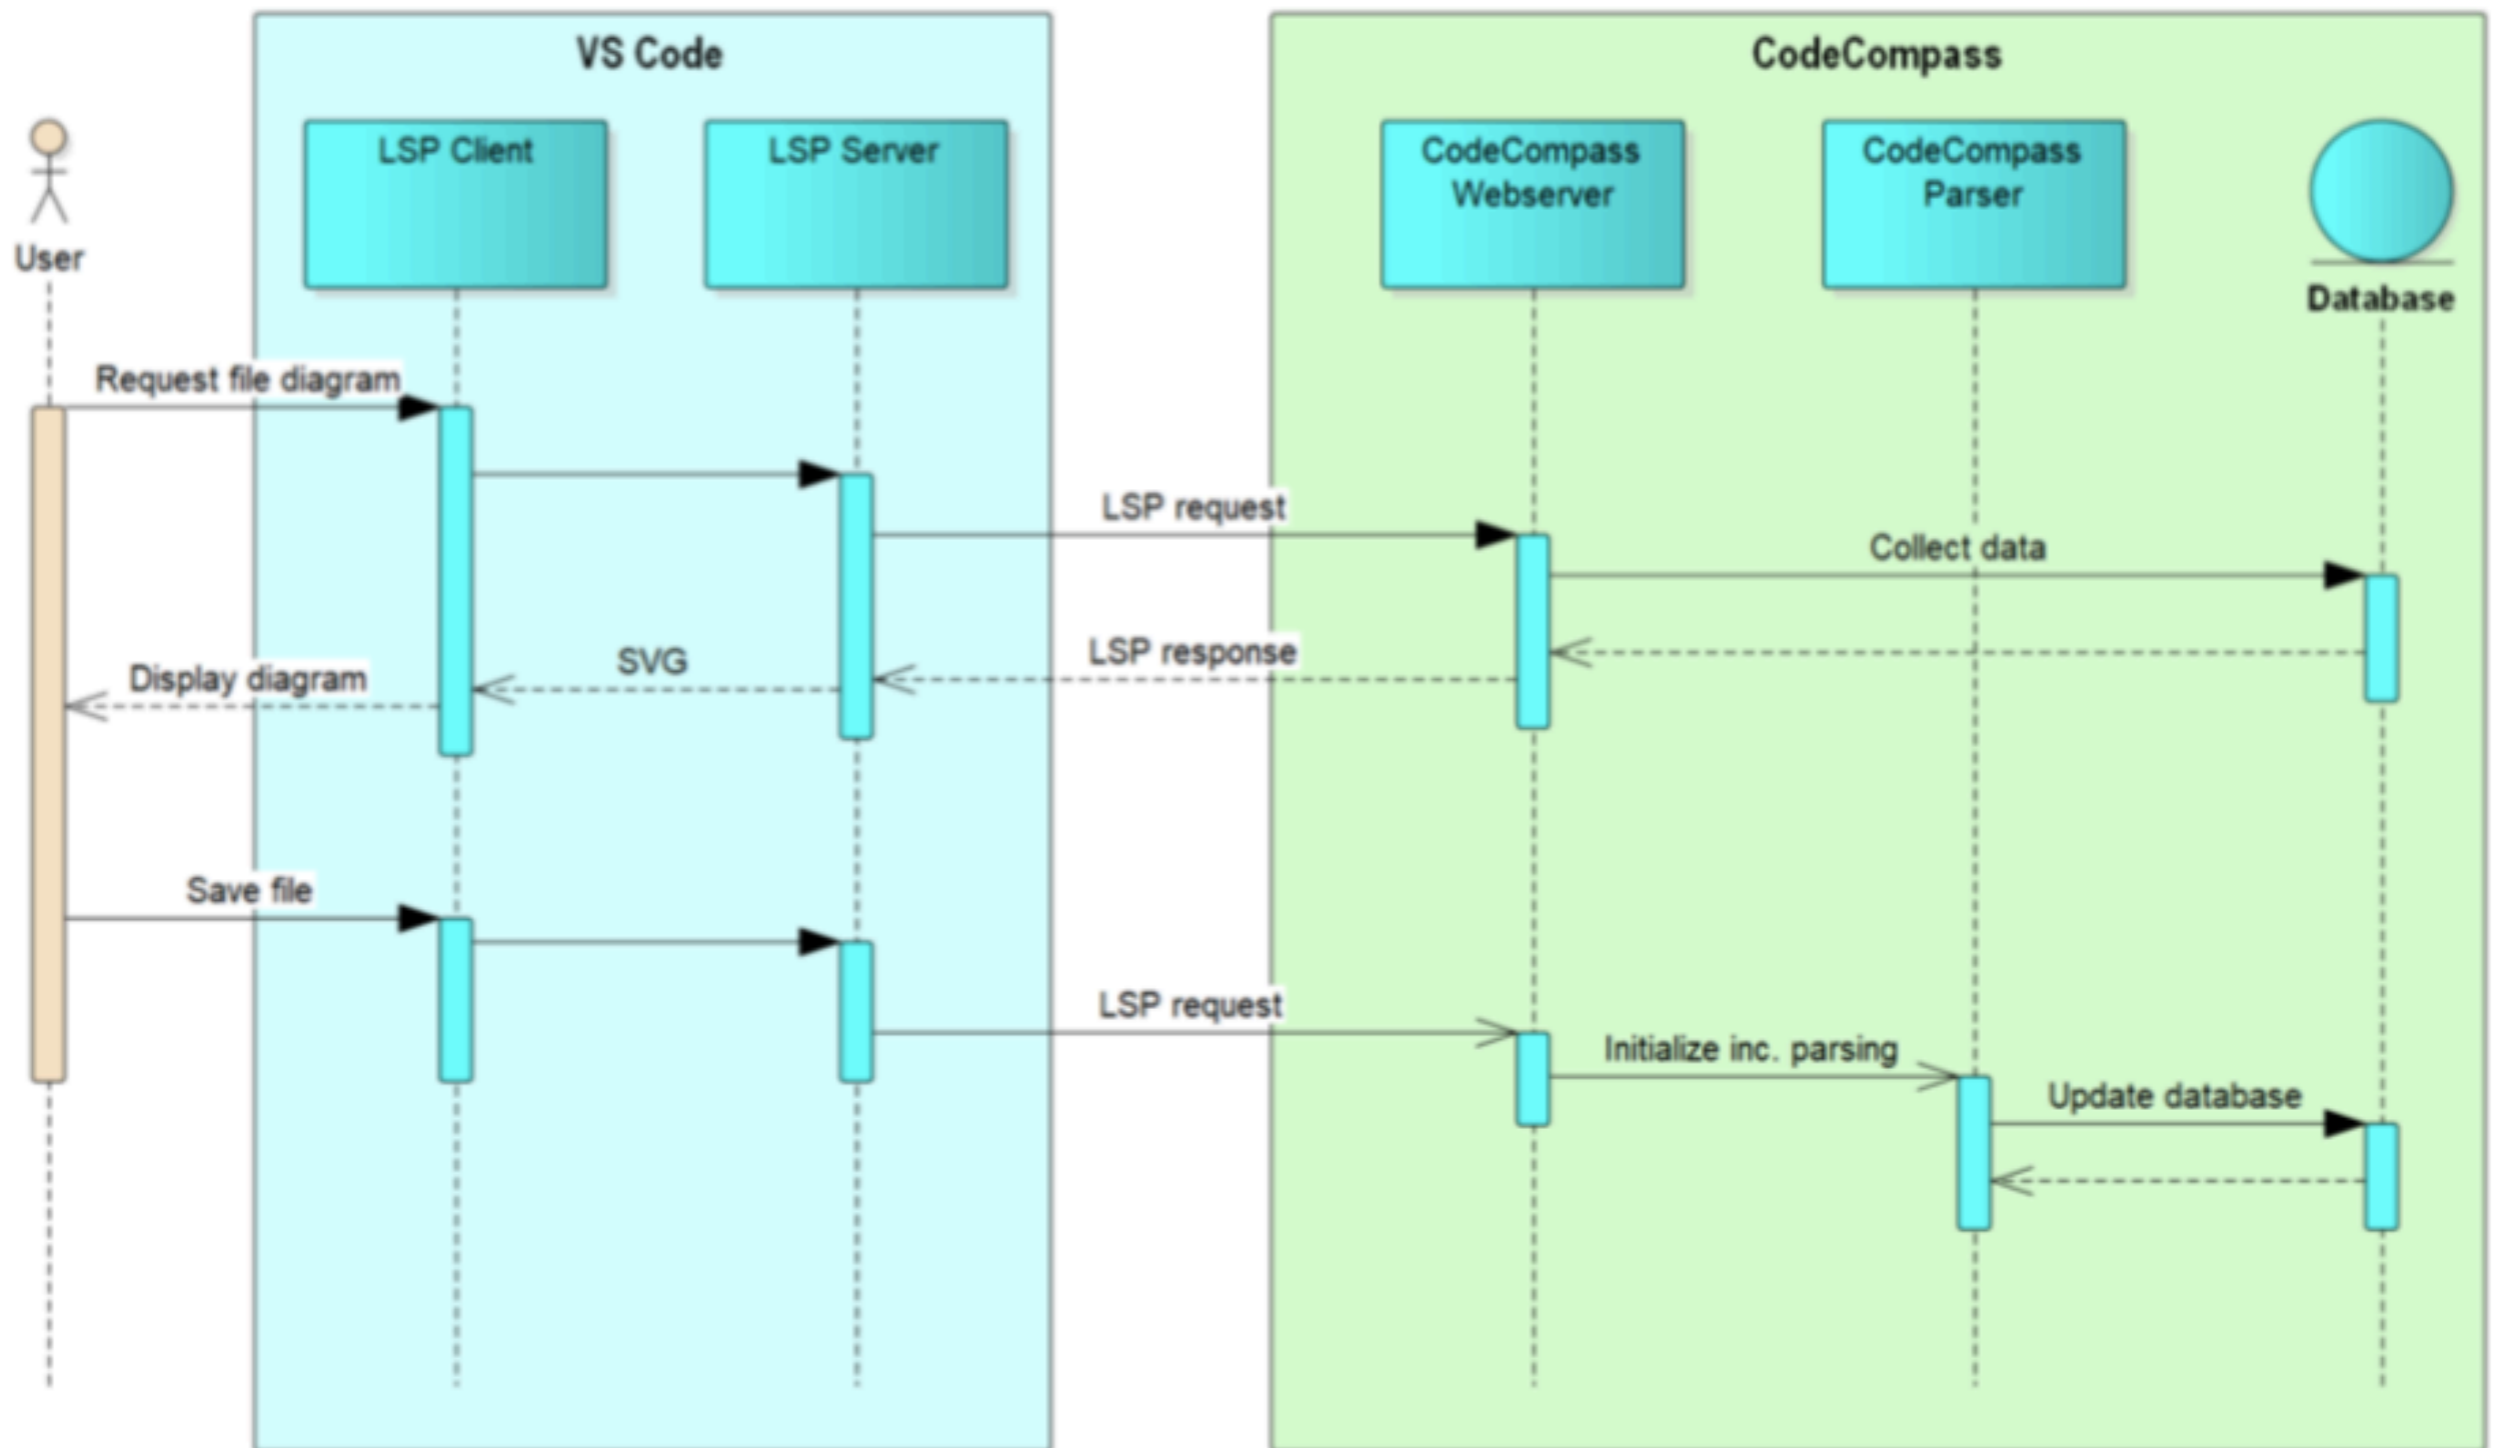 VS Code
CodeCompass
LSP Client
LSP Server
CodeCompass
Webserver
CodeCompass
Parser
User
Database
Request file diagram
LSP request
Collect data
LSP response
SVG
Display diagram
Save file
LSP request
Initialize inc. parsing
Update database